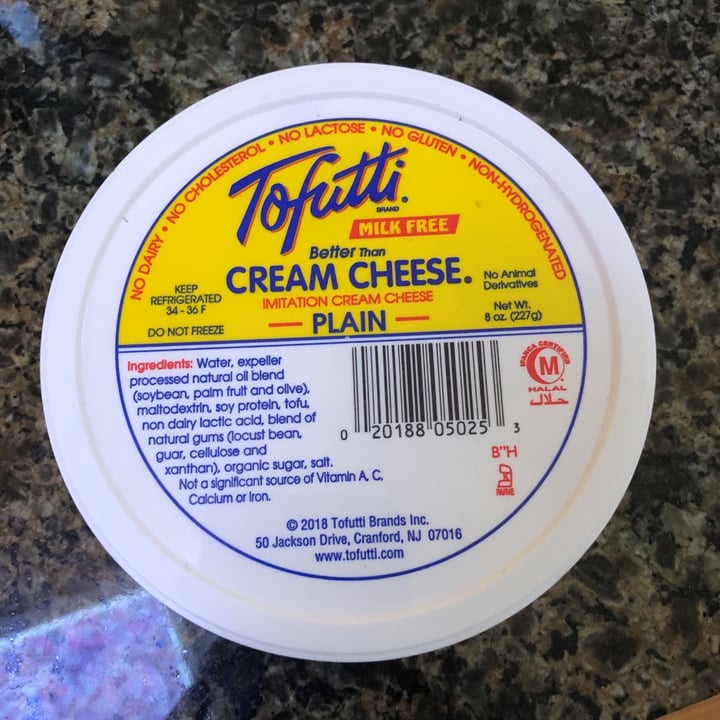 NO DAIRY • NO CHOLESTEROL • NO LACTOSE • NO GLUTEN • NON-HYDROGENATED
Tofutti.
BRAND
MILK FREE
Better Than
CREAM CHEESE.
IMITATION CREAM CHEESE
PLAIN
KEEP
REFRIGERATED
34 - 36 F
DO NOT FREEZE
No Animal
Derivatives
Net Wt.
8 oz. (227g)
Ingredients: Water, expeller
processed natural oil blend
(soybean, palm fruit and olive),
maltodextrin, soy protein, tofu,
non dairy lactic acid, blend of
natural gums (locust bean,
guar, cellulose and
xanthan), organic sugar, salt.
Not a significant source of Vitamin A, C.
Calcium or Iron.
0 20188 05025 3
IFANCA CERTIFIED
M
HALAL
حلال
B"H
K
PARVE
© 2018 Tofutti Brands Inc.
50 Jackson Drive, Cranford, NJ 07016
www.tofutti.com